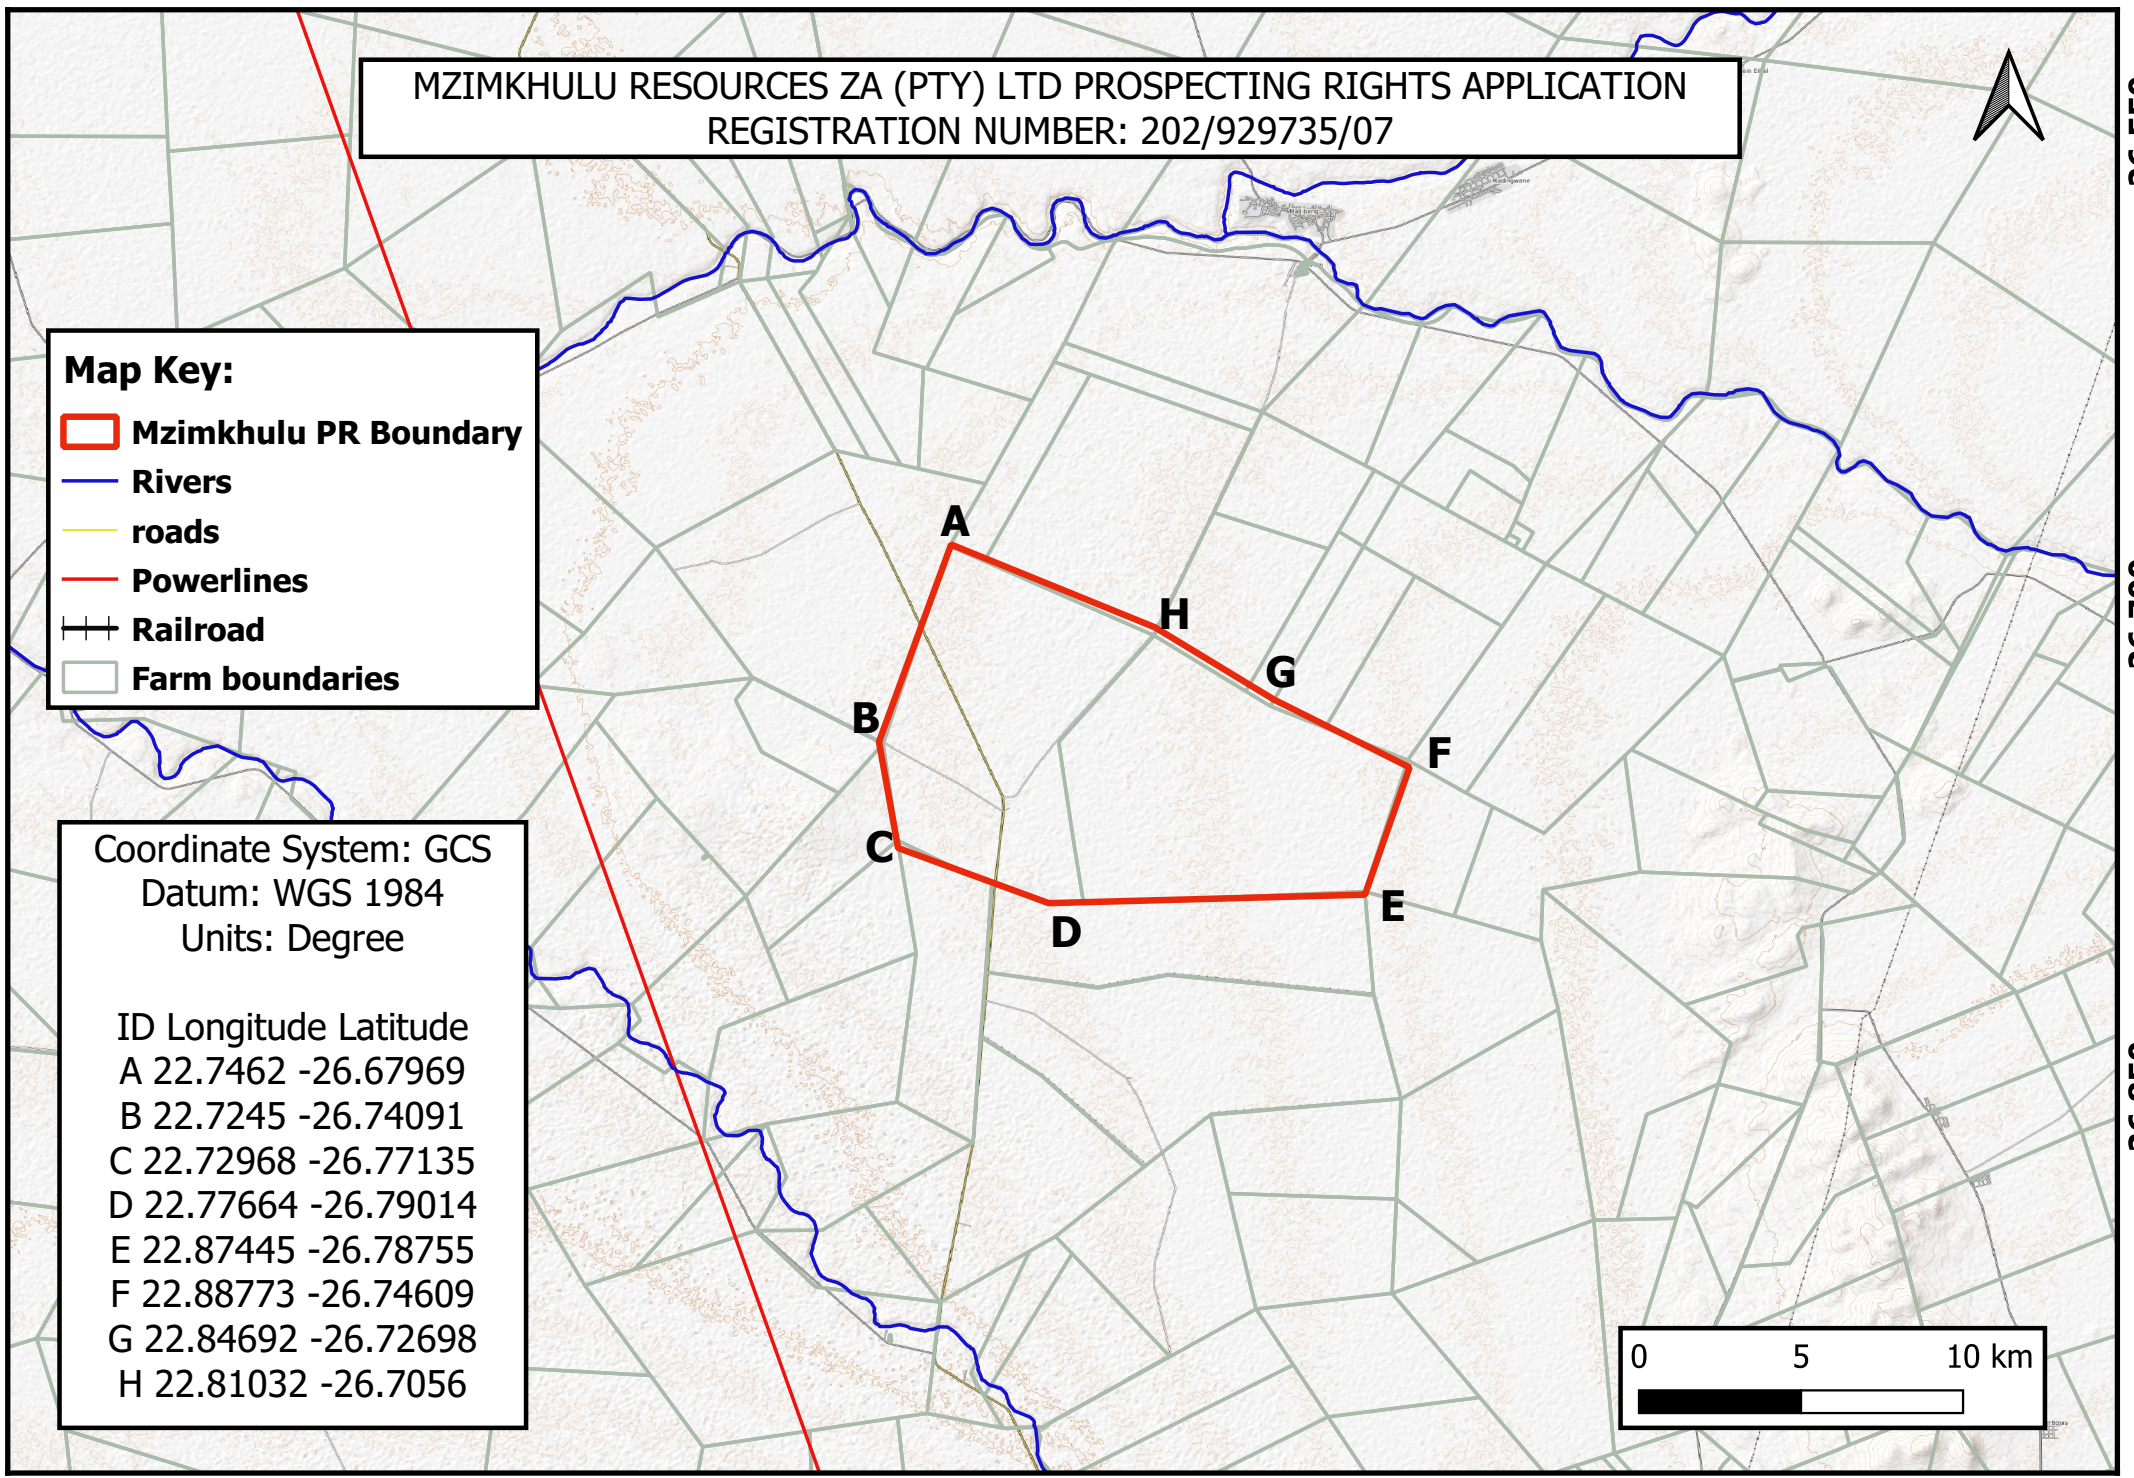 MZIMKHULU RESOURCES ZA (PTY) LTD PROSPECTING RIGHTS APPLICATION
REGISTRATION NUMBER: 202/929735/07
Madingwane
Map Key:
Mzimkhulu PR Boundary
Rivers
roads
Powerlines
Railroad
Farm boundaries
A
H
G
B
F
C
E
D
Coordinate System: GCS
Datum: WGS 1984
Units: Degree
ID Longitude Latitude
A 22.7462 -26.67969
B 22.7245 -26.74091
C 22.72968 -26.77135
D 22.77664 -26.79014
E 22.87445 -26.78755
F 22.88773 -26.74609
G 22.84692 -26.72698
H 22.81032 -26.7056
0 5 10 km